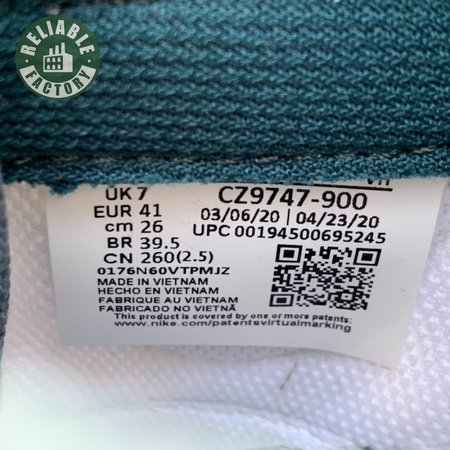 RELIABLE
FACTORY
UK 7
EUR 41
cm 26
BR 39.5
CN 260(2.5)
0176N60VTPMJZ
MADE IN VIETNAM
HECHO EN VIETNAM
FABRIQUE AU VIETNAM
FABRICADO NO VIETNÃ
This product is covered by one or more patents.
www.nike.com/patentsvirtualmarking
VN
CZ9747-900
03/06/20 | 04/23/20
UPC 00194500695245